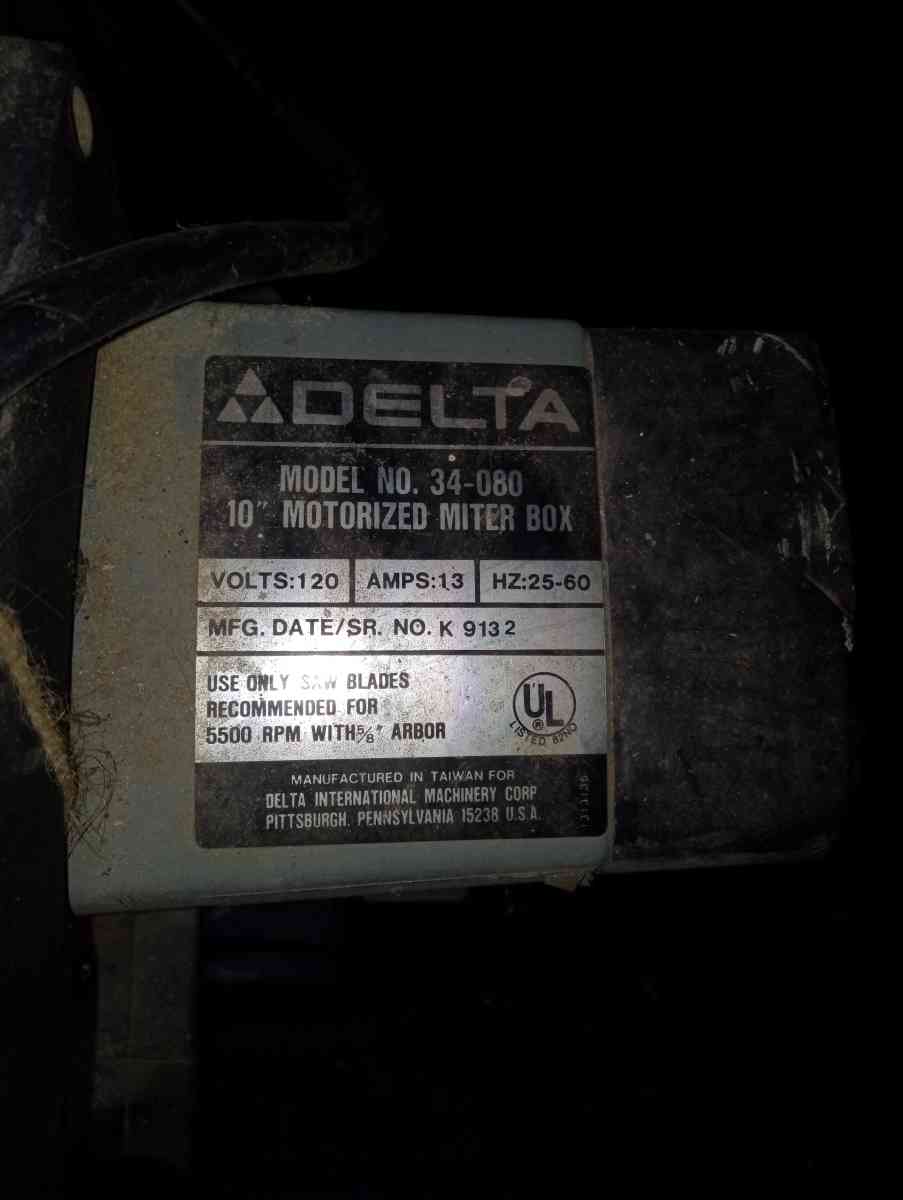 DELTA
MODEL NO. 34-080
10" MOTORIZED MITER BOX
VOLTS:120 AMPS:13 HZ:25-60
MFG. DATE/SR. NO. K 9132
USE ONLY SAW BLADES
RECOMMENDED FOR
5500 RPM WITH 5/8" ARBOR
UL
®
LISTED
MANUFACTURED IN TAIWAN FOR
DELTA INTERNATIONAL MACHINERY CORP
PITTSBURGH, PENNSYLVANIA 15238 U.S.A.